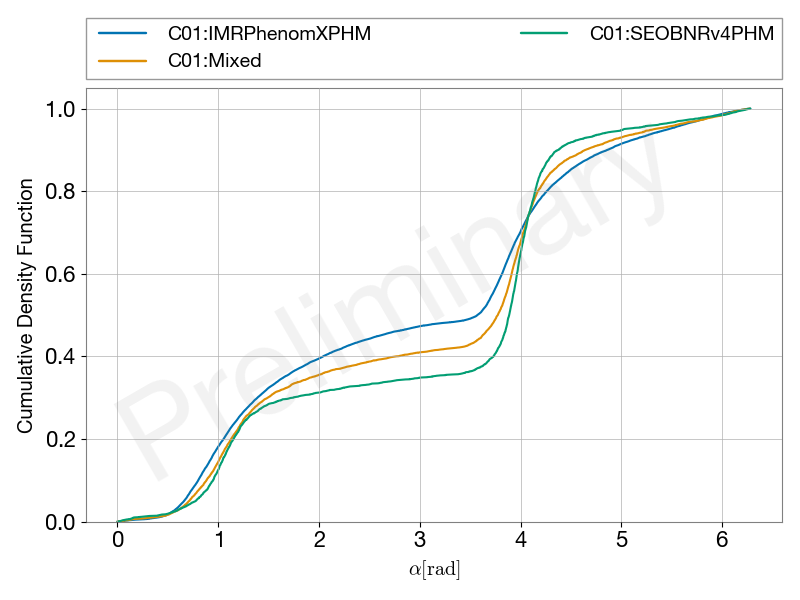 C01:IMRPhenomXPHM
C01:Mixed
C01:SEOBNRv4PHM
Cumulative Density Function
1.0
0.8
0.6
0.4
0.2
0.0
Preliminary
0 1 2 3 4 5 6
α[rad]